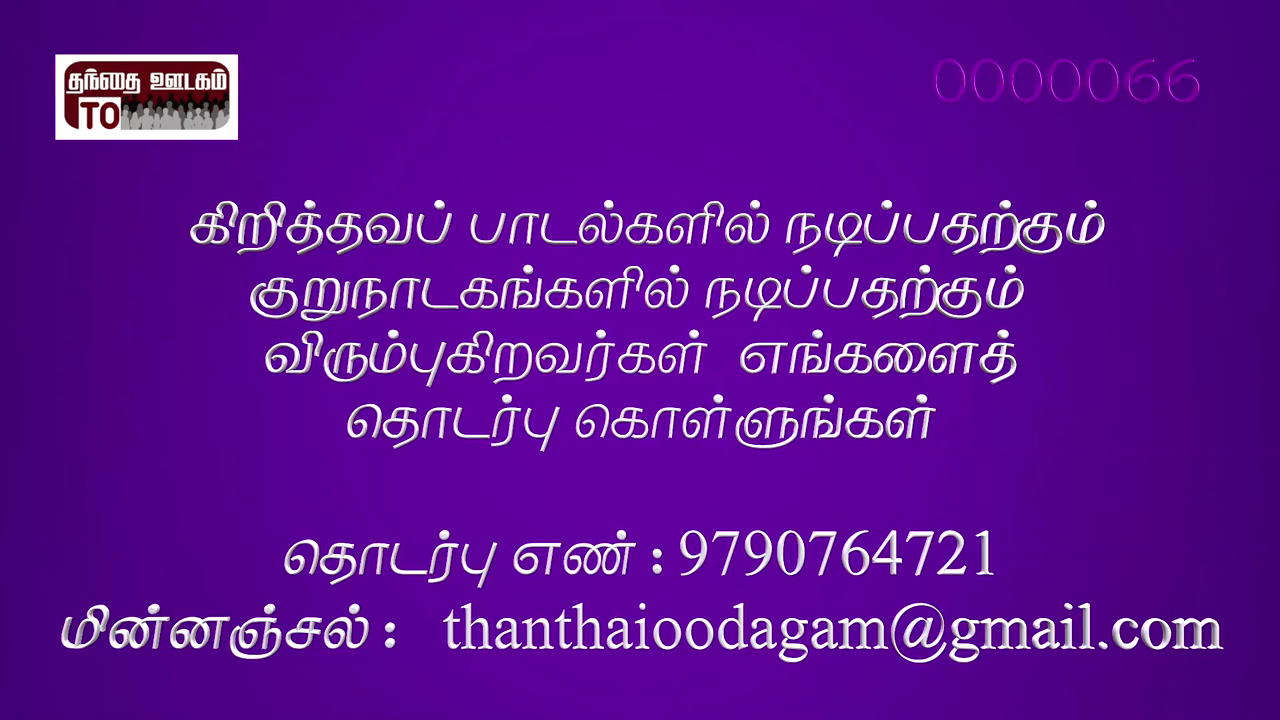 தந்தை ஊடகம்
TO
0000066
கிறித்தவப் பாடல்களில் நடிப்பதற்கும்
குறுநாடகங்களில் நடிப்பதற்கும்
விரும்புகிறவர்கள் எங்களைத்
தொடர்பு கொள்ளுங்கள்
தொடர்பு எண் : 9790764721
மின்னஞ்சல் : thanthaioodagam@gmail.com